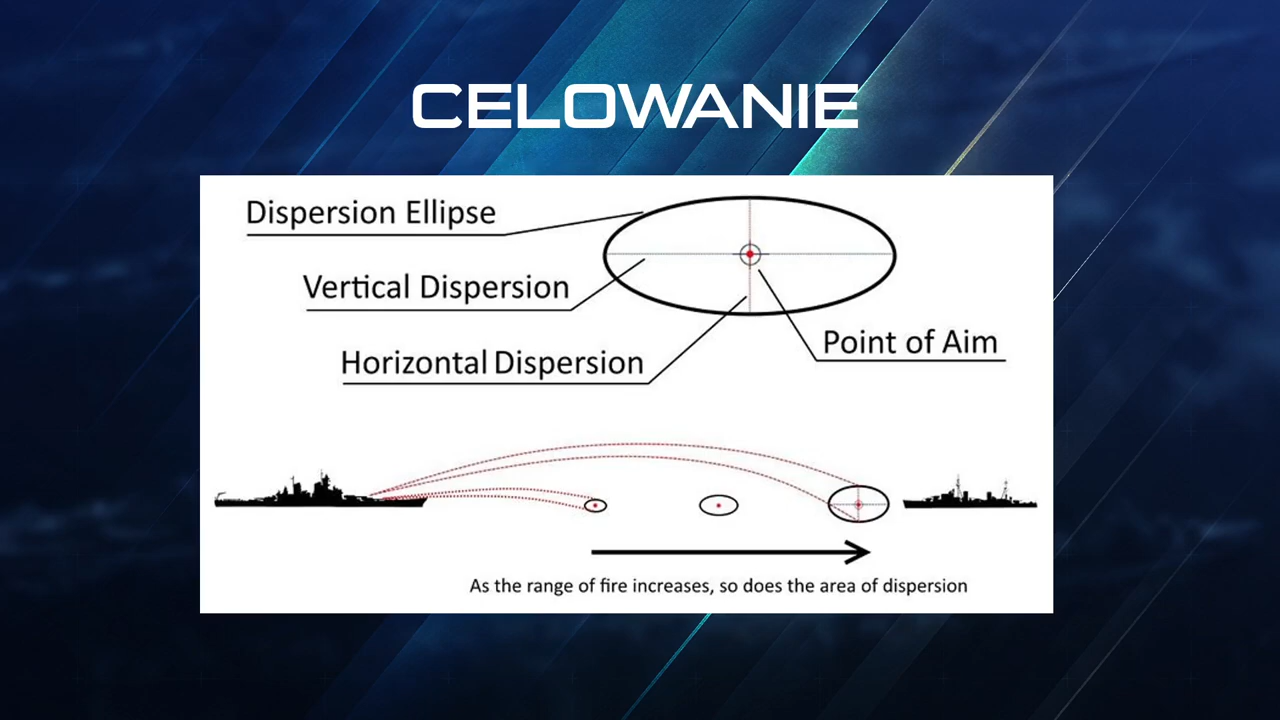 CELOWANIE
Dispersion Ellipse
Vertical Dispersion
Horizontal Dispersion
Point of Aim
As the range of fire increases, so does the area of dispersion